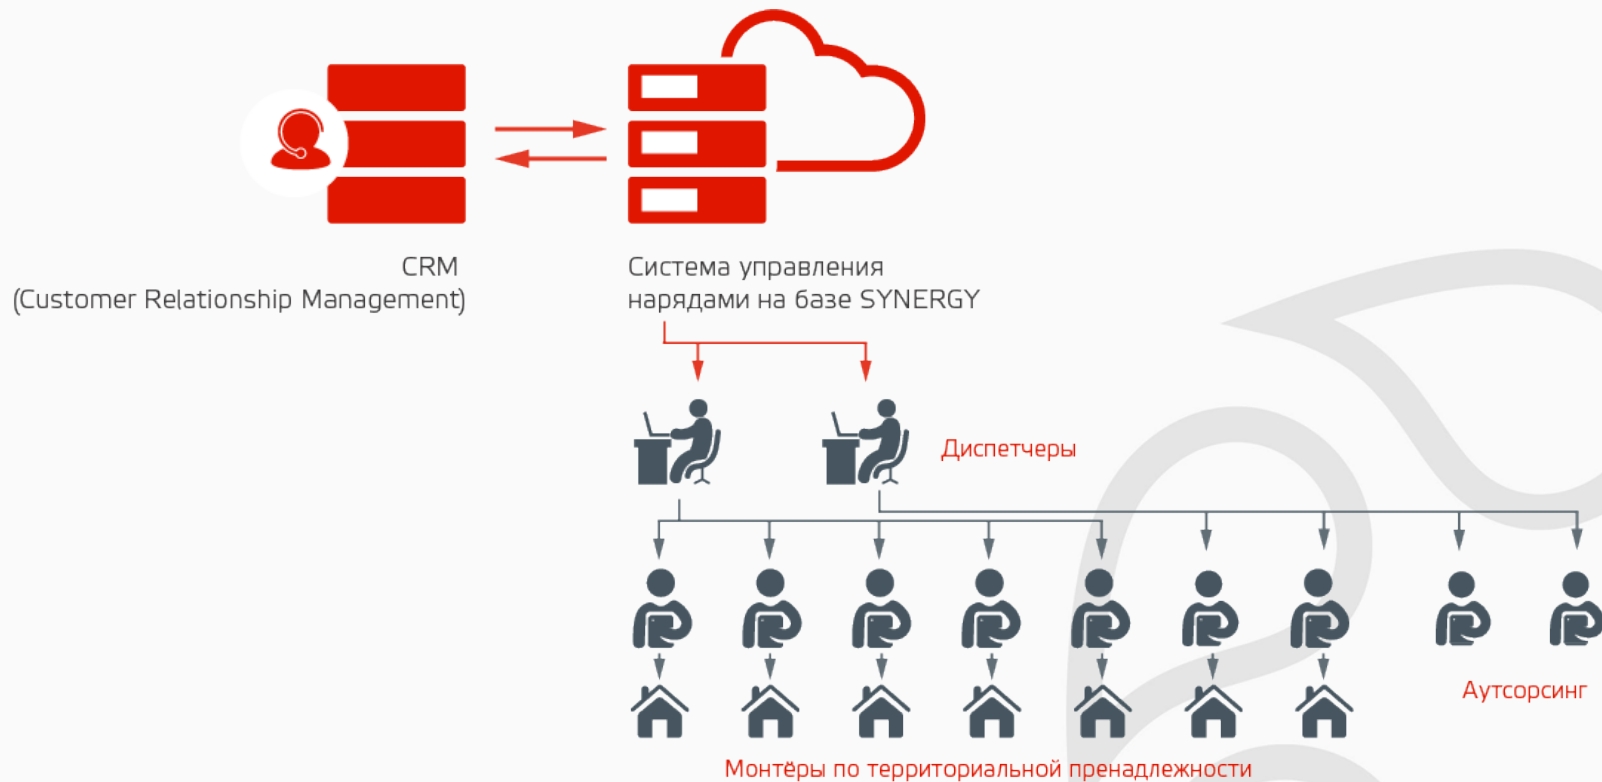 CRM
(Customer Relationship Management)
Система управления
нарядами на базе SYNERGY
Диспетчеры
Аутсорсинг
Монтёры по территориальной пренадлежности